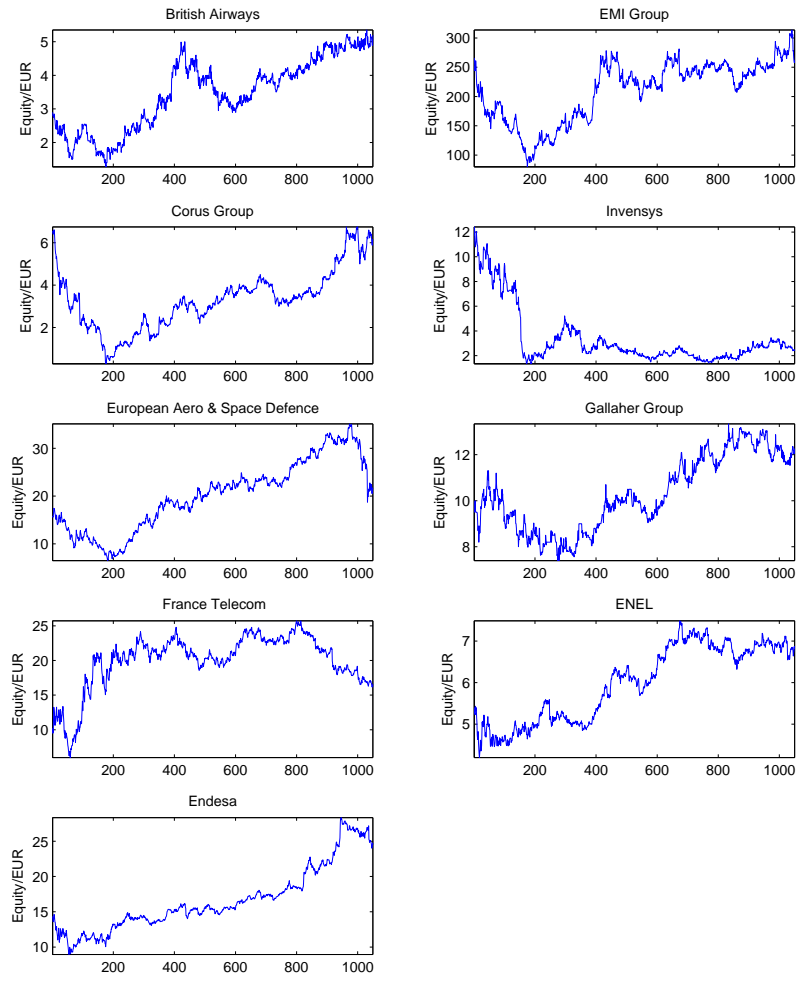 British Airways
5
4
3
2
Equity/EUR
200 400 600 800 1000
EMI Group
300
250
200
150
100
Equity/EUR
200 400 600 800 1000
Corus Group
6
4
2
Equity/EUR
200 400 600 800 1000
Invensys
12
10
8
6
4
2
Equity/EUR
200 400 600 800 1000
European Aero & Space Defence
30
20
10
Equity/EUR
200 400 600 800 1000
Gallaher Group
12
10
8
Equity/EUR
200 400 600 800 1000
France Telecom
25
20
15
10
Equity/EUR
200 400 600 800 1000
ENEL
7
6
5
Equity/EUR
200 400 600 800 1000
Endesa
25
20
15
10
Equity/EUR
200 400 600 800 1000